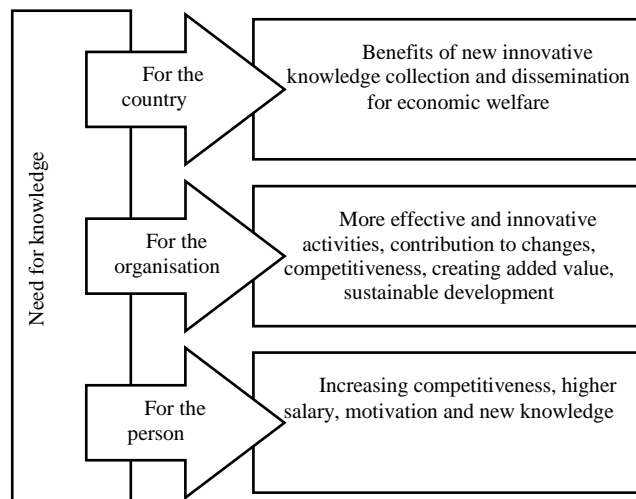 Need for knowledge
For the
country
Benefits of new innovative
knowledge collection and dissemination
for economic welfare
For the
organisation
More effective and innovative
activities, contribution to changes,
competitiveness, creating added value,
sustainable development
For the
person
Increasing competitiveness, higher
salary, motivation and new knowledge